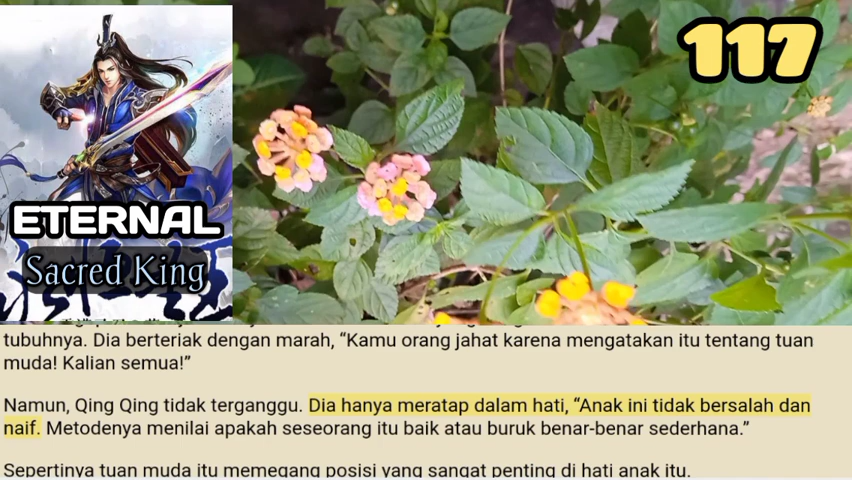 117
ETERNAL
Sacred King
tubuhnya. Dia berteriak dengan marah, “Kamu orang jahat karena mengatakan itu tentang tuan
muda! Kalian semua!”
Namun, Qing Qing tidak terganggu. Dia hanya meratap dalam hati, “Anak ini tidak bersalah dan
naif. Metodenya menilai apakah seseorang itu baik atau buruk benar-benar sederhana.”
Sepertinya tuan muda itu memegang posisi yang sangat penting di hati anak itu.